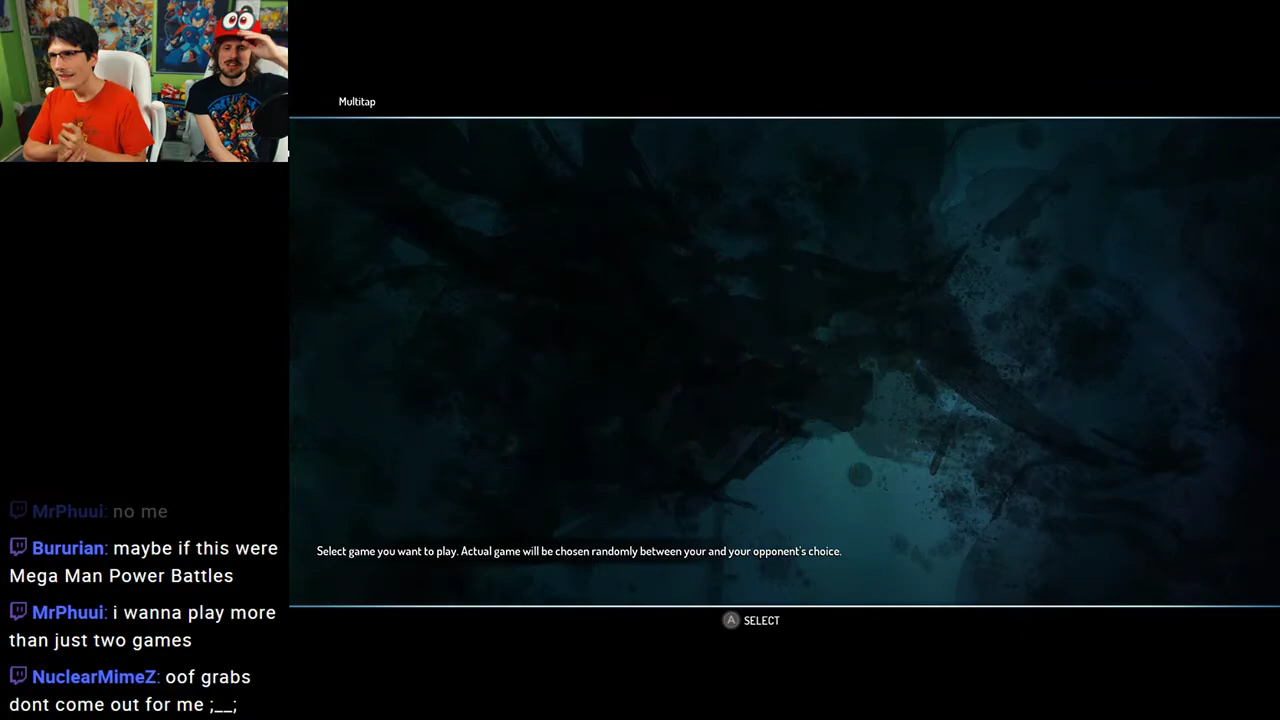 Multitap
Select game you want to play. Actual game will be chosen randomly between your and your opponent's choice.
A SELECT
MrPhuui: no me
Bururian: maybe if this were
Mega Man Power Battles
MrPhuui: i wanna play more
than just two games
NuclearMimeZ: oof grabs
dont come out for me ;__;